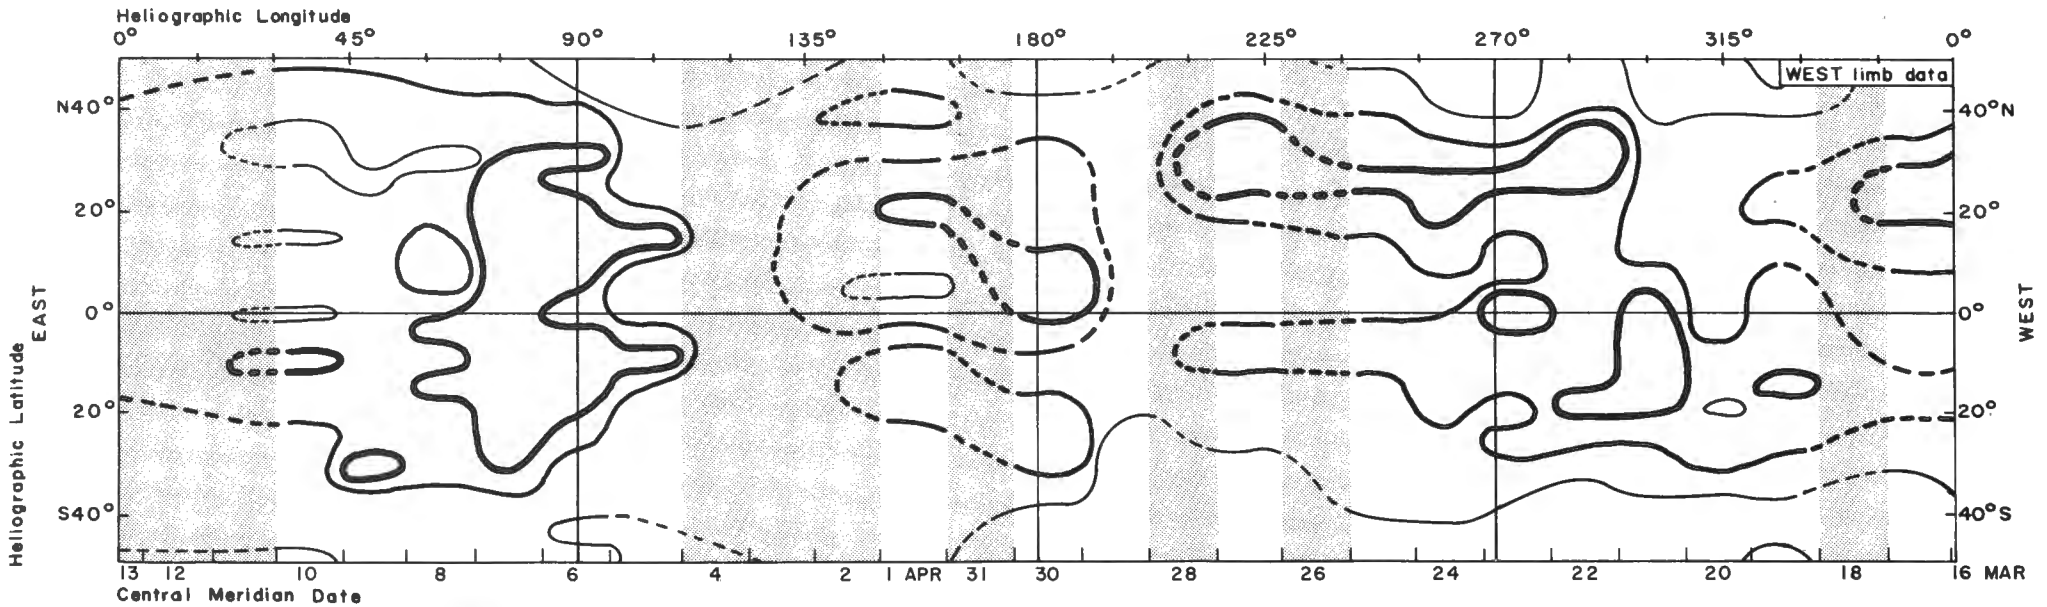 Heliographic Longitude
0° 45° 90° 135° 180° 225° 270° 315° 0°
WEST limb data
N40° 40°N
20° 20°
0° 0°
EAST WEST
20° 20°
S40° 40°S
Heliographic Latitude
13 12 10 8 6 4 2 1 APR 31 30 28 26 24 22 20 18 16 MAR
Central Meridian Date